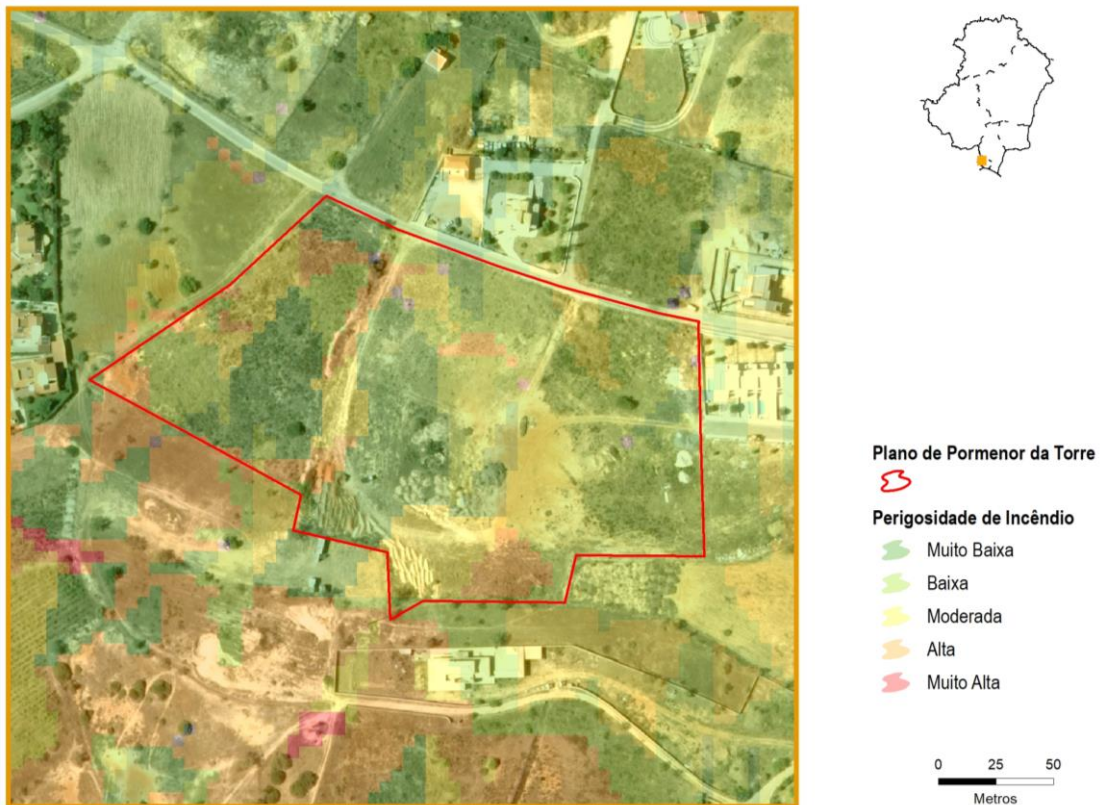 Plano de Pormenor da Torre
Perigosidade de Incêndio
Muito Baixa
Baixa
Moderada
Alta
Muito Alta
0 25 50
Metros